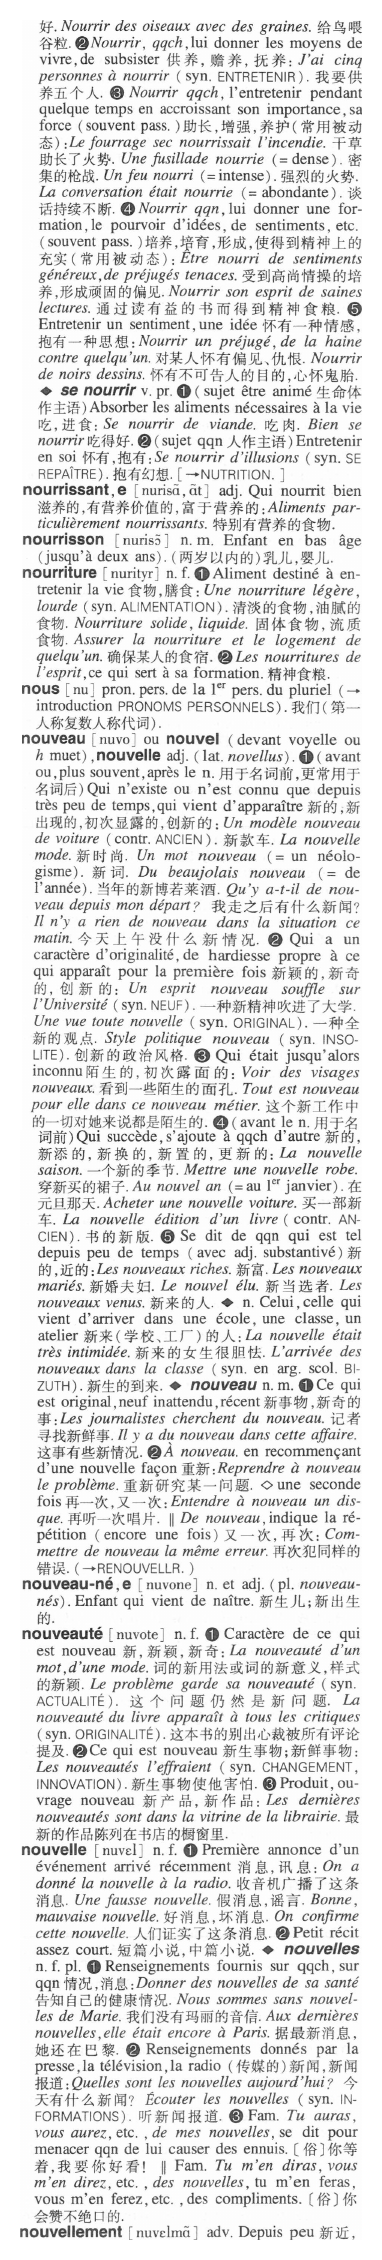 好. Nourrir des oiseaux avec des graines. 给鸟喂
谷粒. ❷ Nourrir, qqch, lui donner les moyens de
vivre, de subsister 供养, 赡养, 抚养: J'ai cinq
personnes à nourrir (syn. ENTRETENIR). 我要供
养五个人. ❸ Nourrir qqch, l'entretenir pendant
quelque temps en accroissant son importance, sa
force (souvent pass.)助长,增强,养护(常用被动
态): Le fourrage sec nourrissait l'incendie. 干草
助长了火势. Une fusillade nourrie (= dense). 密
集的枪战. Un feu nourri (= intense). 强烈的火势.
La conversation était nourrie (= abondante). 谈
话持续不断. ❹ Nourrir qqn, lui donner une for-
mation, le pourvoir d'idées, de sentiments, etc.
(souvent pass.)培养,培育,形成,使得到精神上的
充实(常用被动态): Être nourri de sentiments
généreux, de préjugés tenaces. 受到高尚情操的培
养,形成顽固的偏见. Nourrir son esprit de saines
lectures. 通过读有益的书而得到精神食粮. ❺
Entretenir un sentiment, une idée 怀有一种情感,
抱有一种思想: Nourrir un préjugé, de la haine
contre quelqu'un. 对某人怀有偏见、仇恨. Nourrir
de noirs dessins. 怀有不可告人的目的,心怀鬼胎.
◆ se nourrir v. pr. ❶ (sujet être animé 生命体
作主语) Absorber les aliments nécessaires à la vie
吃,进食: Se nourrir de viande. 吃肉. Bien se
nourrir 吃得好. ❷ (sujet qqn 人作主语) Entretenir
en soi 怀有,抱有: Se nourrir d'illusions (syn. SE
REPAÎTRE). 抱有幻想. [→NUTRITION. ]
nourrissant, e [nurisɑ̃, ɑ̃t] adj. Qui nourrit bien
滋养的,有营养价值的,富于营养的: Aliments par-
ticulièrement nourrissants. 特别有营养的食物.
nourrisson [nurisɔ̃] n. m. Enfant en bas âge
(jusqu'à deux ans). (两岁以内的)乳儿,婴儿.
nourriture [nurityr] n. f. ❶ Aliment destiné à en-
tretenir la vie 食物,膳食: Une nourriture légère,
lourde (syn. ALIMENTATION). 清淡的食物,油腻的
食物. Nourriture solide, liquide. 固体食物,流质
食物. Assurer la nourriture et le logement de
quelqu'un. 确保某人的食宿. ❷ Les nourritures de
l'esprit, ce qui sert à sa formation. 精神食粮.
nous [nu] pron. pers. de la 1er pers. du pluriel (→
introduction PRONOMS PERSONNELS). 我们(第一
人称复数人称代词).
nouveau [nuvo] ou nouvel (devant voyelle ou
h muet), nouvelle adj. (lat. novellus). ❶ (avant
ou, plus souvent, après le n. 用于名词前,更常用于
名词后) Qui n'existe ou n'est connu que depuis
très peu de temps, qui vient d'apparaître 新的,新
出现的,初次显露的,创新的: Un modèle nouveau
de voiture (contr. ANCIEN). 新款车. La nouvelle
mode. 新时尚. Un mot nouveau (= un néolo-
gisme). 新词. Du beaujolais nouveau (= de
l'année). 当年的新博若莱酒. Qu'y a-t-il de nou-
veau depuis mon départ? 我走之后有什么新闻?
Il n'y a rien de nouveau dans la situation ce
matin. 今天上午没什么新情况. ❷ Qui a un
caractère d'originalité, de hardiesse propre à ce
qui apparaît pour la première fois 新颖的, 新奇
的, 创新的: Un esprit nouveau souffle sur
l'Université (syn. NEUF). 一种新精神吹进了大学.
Une vue toute nouvelle (syn. ORIGINAL). 一种全
新的观点. Style politique nouveau (syn. INSO-
LITE). 创新的政治风格. ❸ Qui était jusqu'alors
inconnu 陌生的, 初次露面的: Voir des visages
nouveaux. 看到一些陌生的面孔. Tout est nouveau
pour elle dans ce nouveau métier. 这个新工作中
的一切对她来说都是陌生的. ❹ (avant le n. 用于名
词前) Qui succède, s'ajoute à qqch d'autre 新的,
新添的, 新换的, 新置的, 更新的: La nouvelle
saison. 一个新的季节. Mettre une nouvelle robe.
穿新买的裙子. Au nouvel an (= au 1er janvier). 在
元旦那天. Acheter une nouvelle voiture. 买一部新
车. La nouvelle édition d'un livre (contr. AN-
CIEN). 书的新版. ❺ Se dit de qqn qui est tel
depuis peu de temps (avec adj. substantivé) 新
的,近的: Les nouveaux riches. 新富. Les nouveaux
mariés. 新婚夫妇. Le nouvel élu. 新当选者. Les
nouveaux venus. 新来的人. ◆ n. Celui, celle qui
vient d'arriver dans une école, une classe, un
atelier 新来(学校、工厂)的人: La nouvelle était
très intimidée. 新来的女生很胆怯. L'arrivée des
nouveaux dans la classe (syn. en arg. scol. BI-
ZUTH). 新生的到来. ◆ nouveau n. m. ❶ Ce qui
est original, neuf inattendu, récent 新事物,新奇的
事: Les journalistes cherchent du nouveau. 记者
寻找新鲜事. Il y a du nouveau dans cette affaire.
这事有些新情况. ❷ À nouveau. en recommençant
d'une nouvelle façon 重新: Reprendre à nouveau
le problème. 重新研究某一问题. ◇ une seconde
fois 再一次,又一次: Entendre à nouveau un dis-
que. 再听一次唱片. ‖ De nouveau, indique la ré-
pétition (encore une fois) 又一次, 再次: Com-
mettre de nouveau la même erreur. 再次犯同样的
错误. (→RENOUVELLR. )
nouveau-né, e [nuvone] n. et adj. (pl. nouveau-
nés). Enfant qui vient de naître. 新生儿;新出生
的.
nouveauté [nuvote] n. f. ❶ Caractère de ce qui
est nouveau 新, 新颖, 新奇: La nouveauté d'un
mot, d'une mode. 词的新用法或词的新意义,样式
的新颖. Le problème garde sa nouveauté (syn.
ACTUALITÉ). 这个问题仍然是新问题. La
nouveauté du livre apparaît à tous les critiques
(syn. ORIGINALITÉ). 这本书的别出心裁被所有评论
提及. ❷ Ce qui est nouveau 新生事物;新鲜事物:
Les nouveautés l'effraient (syn. CHANGEMENT,
INNOVATION). 新生事物使他害怕. ❸ Produit, ou-
vrage nouveau 新产品, 新作品: Les dernières
nouveautés sont dans la vitrine de la librairie. 最
新的作品陈列在书店的橱窗里.
nouvelle [nuvɛl] n. f. ❶ Première annonce d'un
événement arrivé récemment 消息, 讯息: On a
donné la nouvelle à la radio. 收音机广播了这条
消息. Une fausse nouvelle. 假消息,谣言. Bonne,
mauvaise nouvelle. 好消息,坏消息. On confirme
cette nouvelle. 人们证实了这条消息. ❷ Petit récit
assez court. 短篇小说,中篇小说. ◆ nouvelles
n. f. pl. ❶ Renseignements fournis sur qqch, sur
qqn 情况,消息: Donner des nouvelles de sa santé
告知自己的健康情况. Nous sommes sans nouvel-
les de Marie. 我们没有玛丽的音信. Aux dernières
nouvelles, elle était encore à Paris. 据最新消息,
她还在巴黎. ❷ Renseignements donnés par la
presse, la télévision, la radio (传媒的)新闻,新闻
报道: Quelles sont les nouvelles aujourd'hui? 今
天有什么新闻? Écouter les nouvelles (syn. IN-
FORMATIONS). 听新闻报道. ❸ Fam. Tu auras,
vous aurez, etc. , de mes nouvelles, se dit pour
menacer qqn de lui causer des ennuis. [俗]你等
着,我要你好看! ‖ Fam. Tu m'en diras, vous
m'en direz, etc. , des nouvelles, tu m'en feras,
vous m'en ferez, etc. , des compliments. [俗]你
会赞不绝口的.
nouvellement [nuvɛlmɑ̃] adv. Depuis peu 新近,